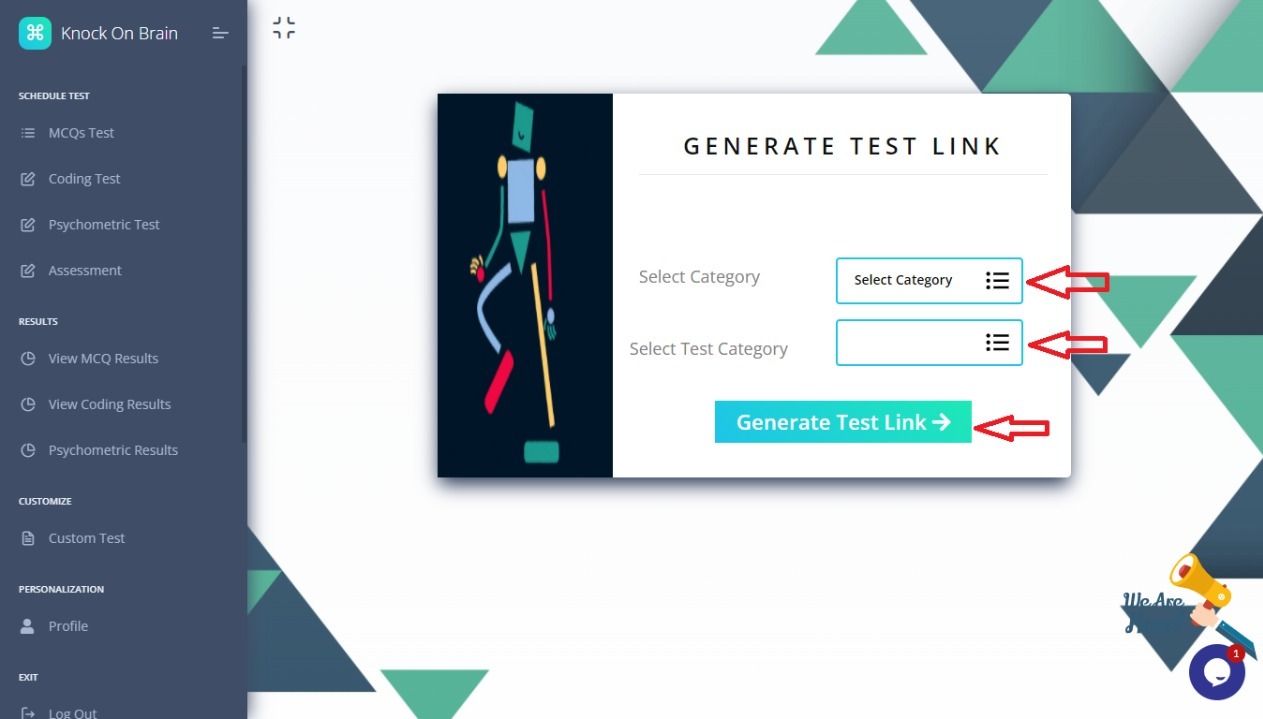 Knock On Brain
SCHEDULE TEST
MCQs Test
Coding Test
Psychometric Test
Assessment
RESULTS
View MCQ Results
View Coding Results
Psychometric Results
CUSTOMIZE
Custom Test
PERSONALIZATION
Profile
EXIT
Log Out
GENERATE TEST LINK
Select Category
Select Category
Select Test Category
Generate Test Link
We Are
1